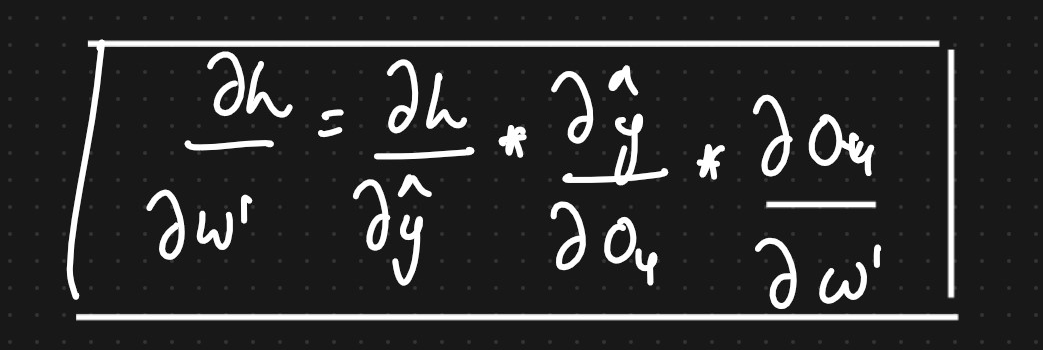 ∂h/∂w' = ∂h/∂ŷ * ∂ŷ/∂O₄ * ∂O₄/∂w'